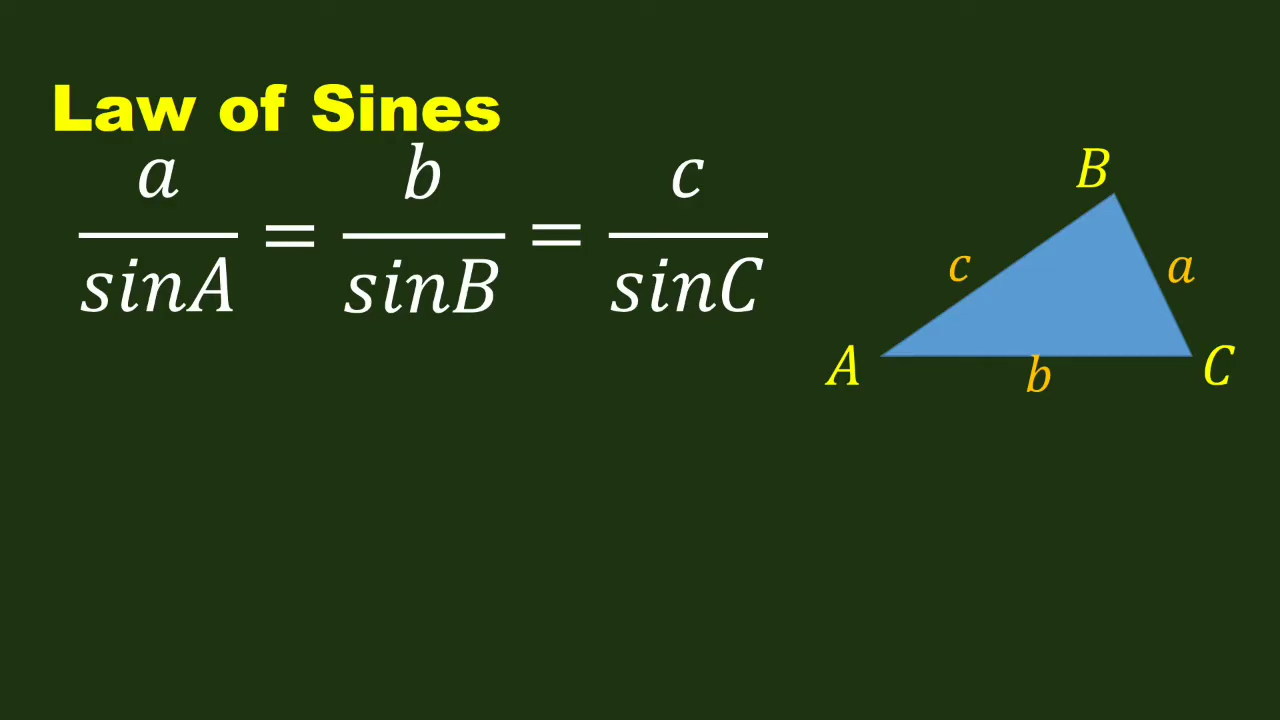 Law of Sines
a/sinA = b/sinB = c/sinC
B
c a
A b C